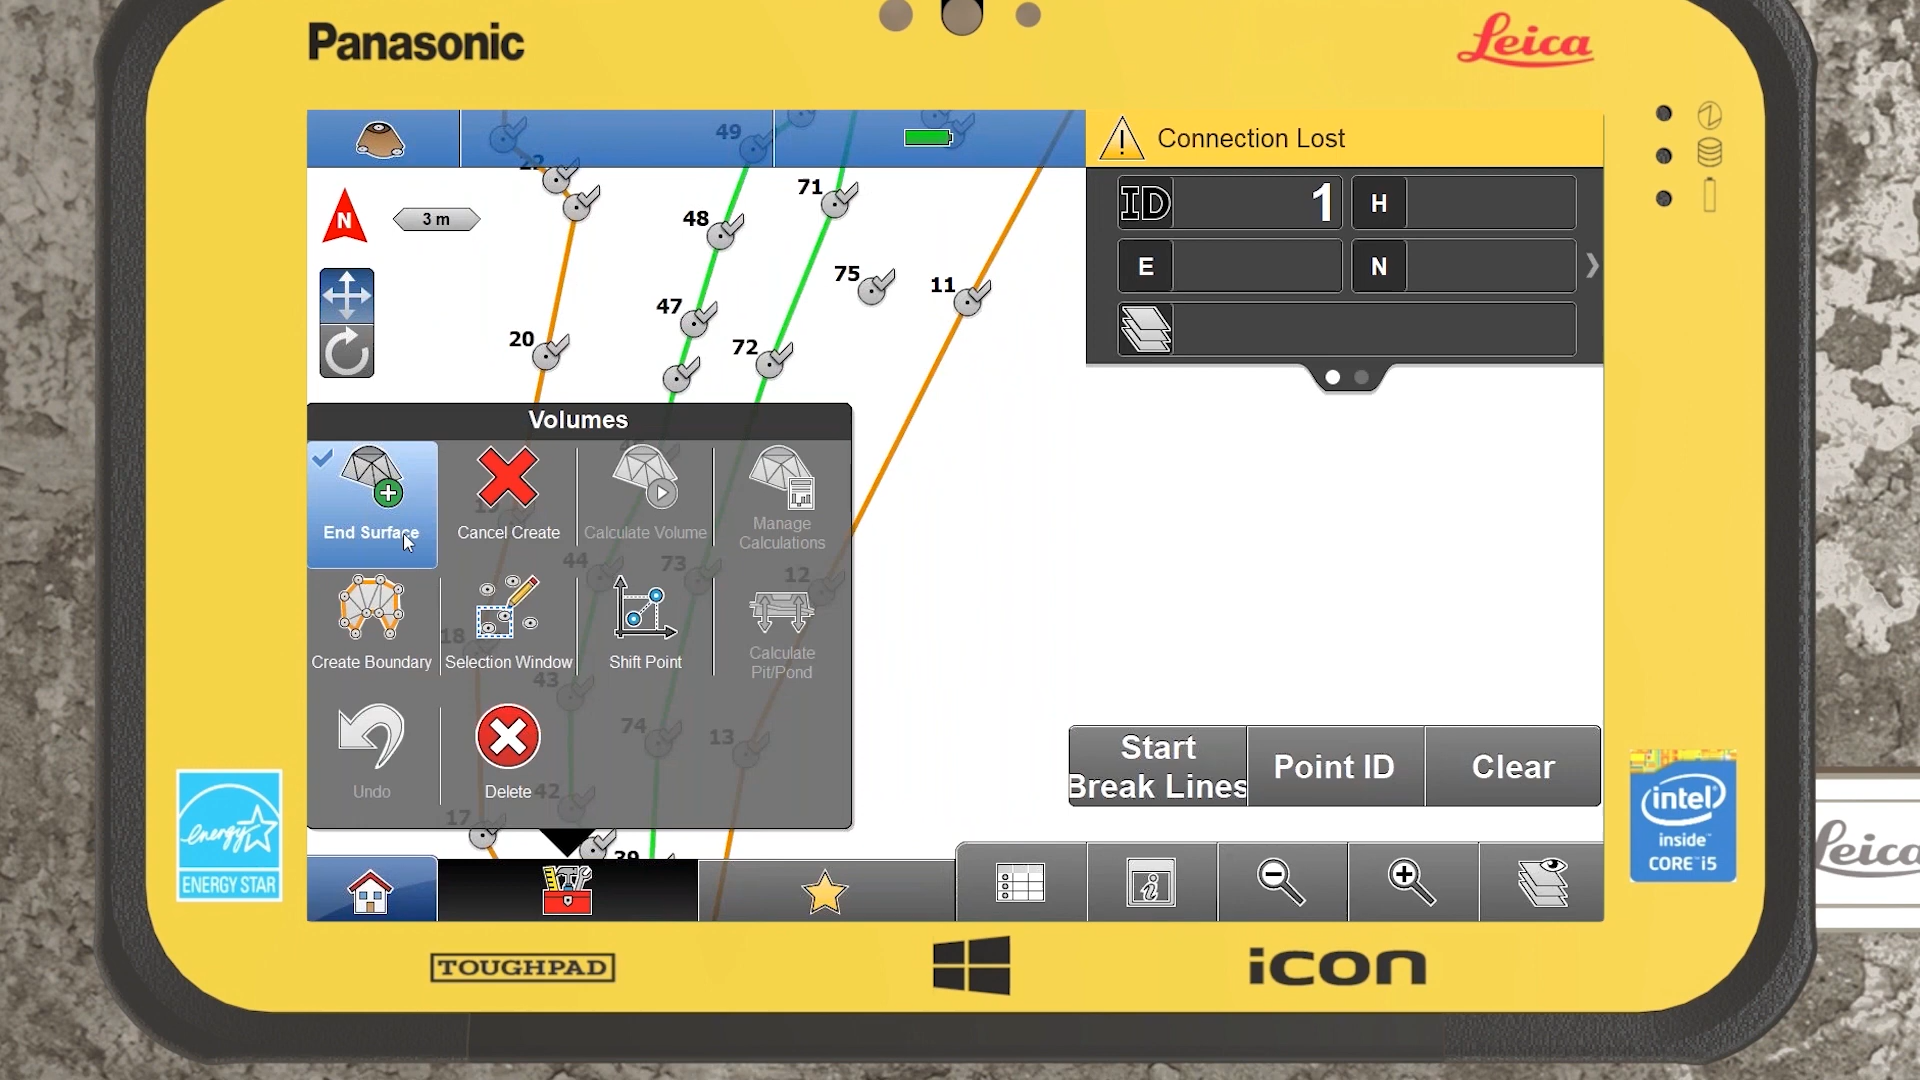 Panasonic
Leica
49
Connection Lost
22
71
ID
1
H
N
3 m
48
75
E
N
11
47
20
72
Volumes
End Surface
Cancel Create
Calculate Volume
Manage
Calculations
44
73
12
Create Boundary
Selection Window
Shift Point
Calculate
Pit/Pond
18
43
74
13
Undo
Delete
42
17
39
Start
Break Lines
Point ID
Clear
energy
ENERGY STAR
intel
inside™
CORE™ i5
Leica
TOUGHPAD
icon